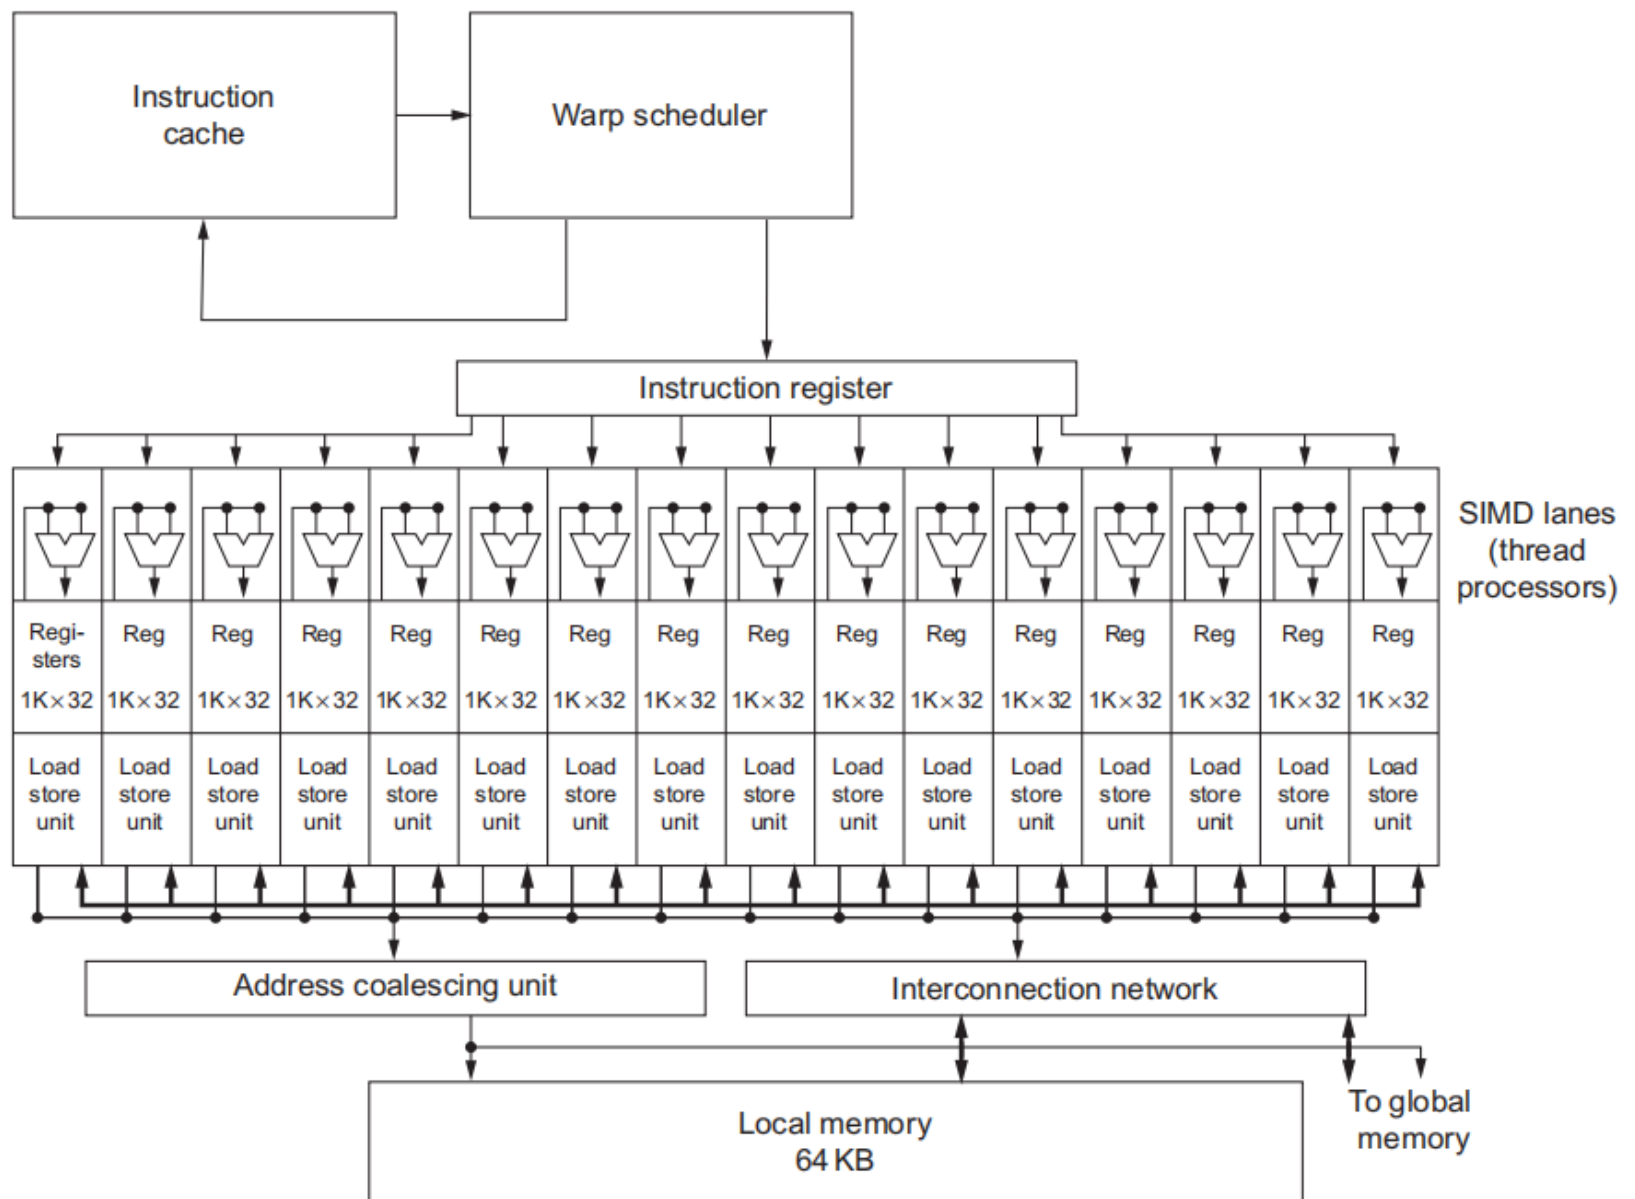 Instruction
cache
Warp scheduler
Instruction register
SIMD lanes
(thread
processors)
Regi-
sters
Reg Reg Reg Reg Reg Reg Reg Reg Reg Reg Reg Reg Reg Reg Reg
1K×32 1K×32 1K×32 1K×32 1K×32 1K×32 1K×32 1K×32 1K×32 1K×32 1K×32 1K×32 1K×32 1K×32 1K×32 1K×32
Load Load Load Load Load Load Load Load Load Load Load Load Load Load Load Load
store store store store store store store store store store store store store store store store
unit unit unit unit unit unit unit unit unit unit unit unit unit unit unit unit
Address coalescing unit
Interconnection network
To global
memory
Local memory
64 KB